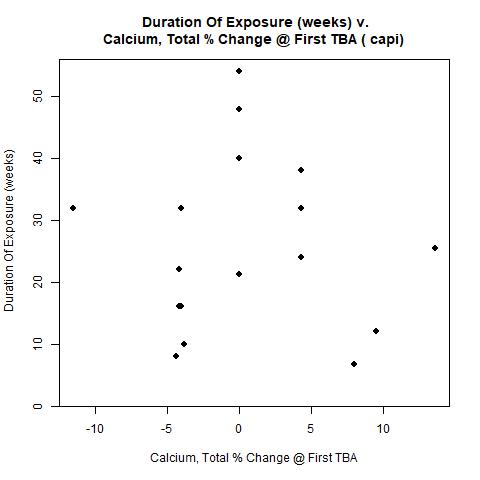 Duration Of Exposure (weeks) v.
Calcium, Total % Change @ First TBA ( capi)
Duration Of Exposure (weeks)
50
40
30
20
10
0
-10 -5 0 5 10
Calcium, Total % Change @ First TBA